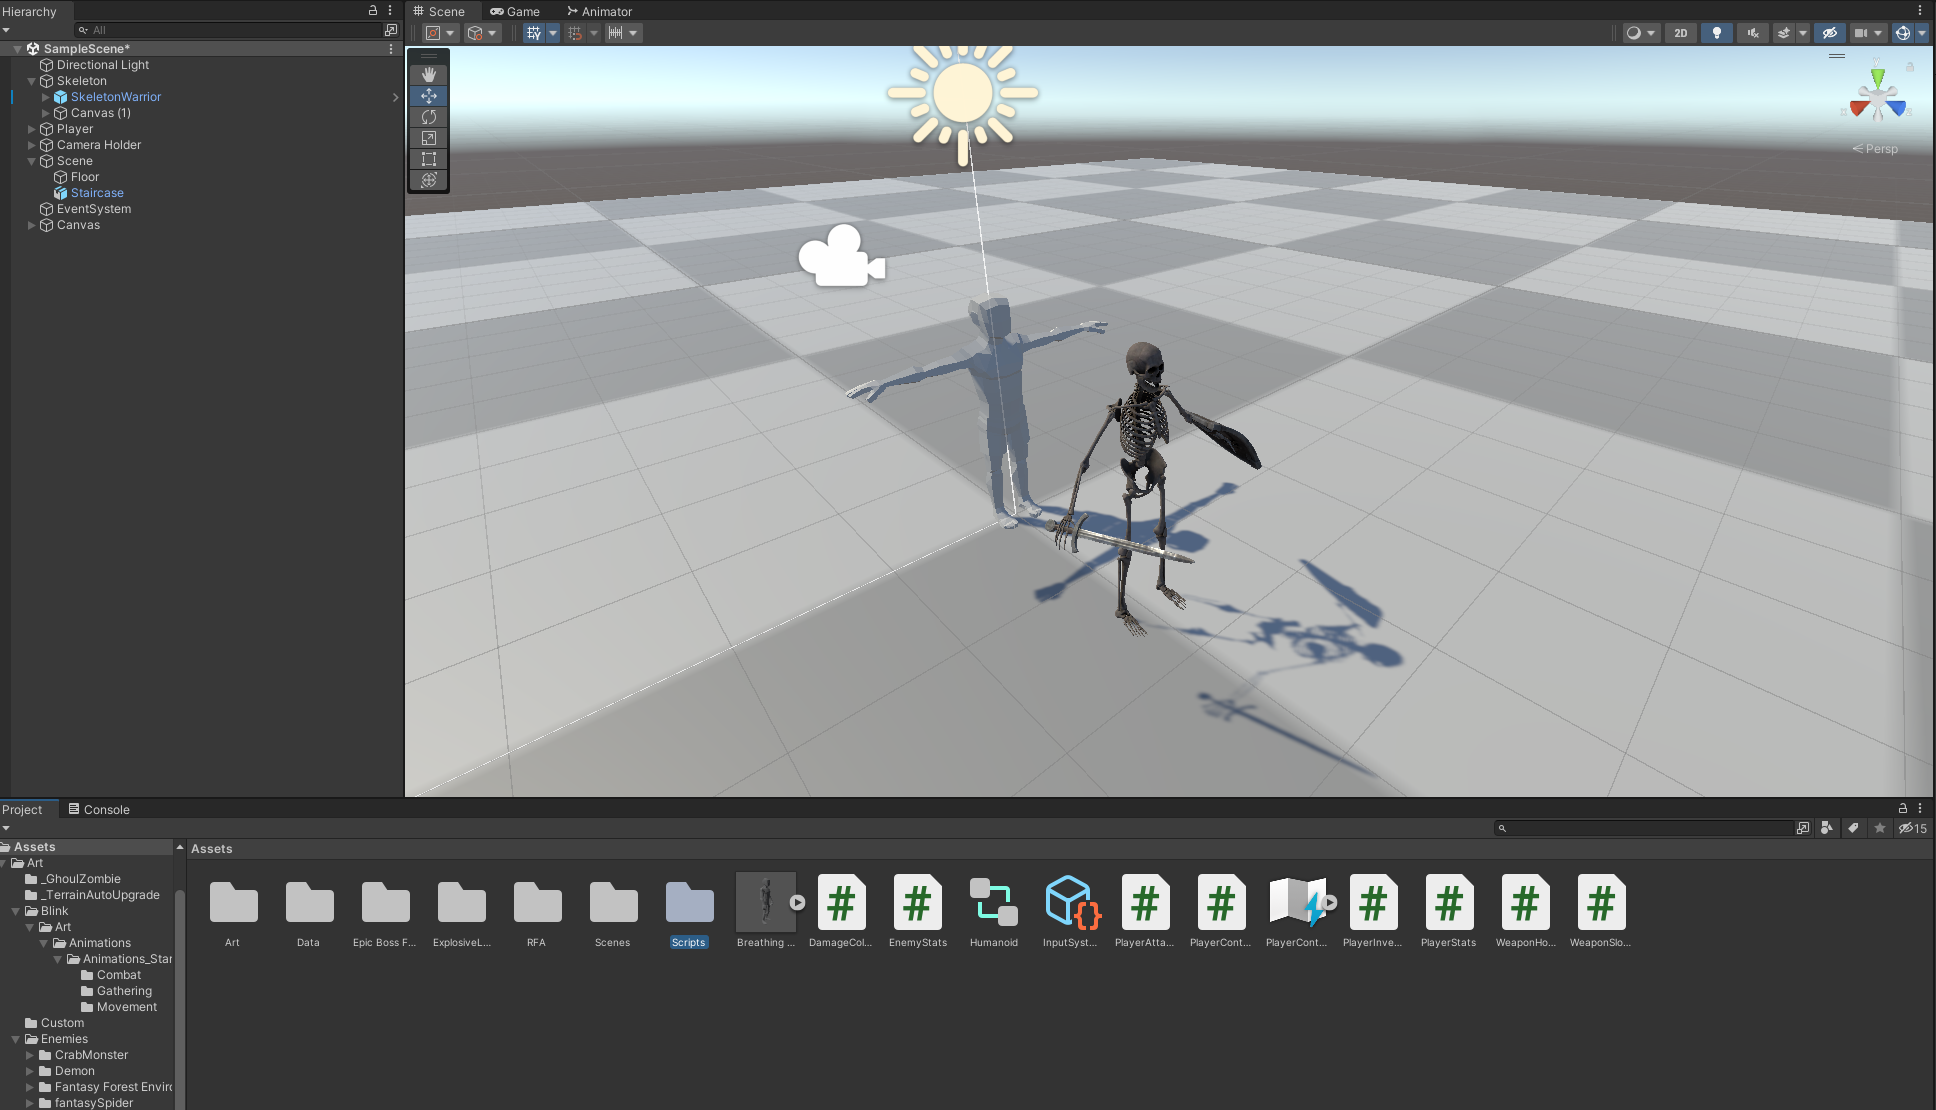 Hierarchy
All
SampleScene*
Directional Light
Skeleton
SkeletonWarrior
Canvas (1)
Player
Camera Holder
Scene
Floor
Staircase
EventSystem
Canvas
Scene
Game
Animator
2D
Persp
Project
Console
15
Assets
Art
_GhoulZombie
_TerrainAutoUpgrade
Blink
Art
Animations
Animations_Star
Combat
Gathering
Movement
Custom
Enemies
CrabMonster
Demon
Fantasy Forest Enviro
fantasySpider
Assets
Art
Data
Epic Boss F...
ExplosiveL...
RFA
Scenes
Scripts
Breathing ...
DamageCol...
EnemyStats
Humanoid
InputSyst...
PlayerAtta...
PlayerCont...
PlayerCont...
PlayerInve...
PlayerStats
WeaponHo...
WeaponSlo...